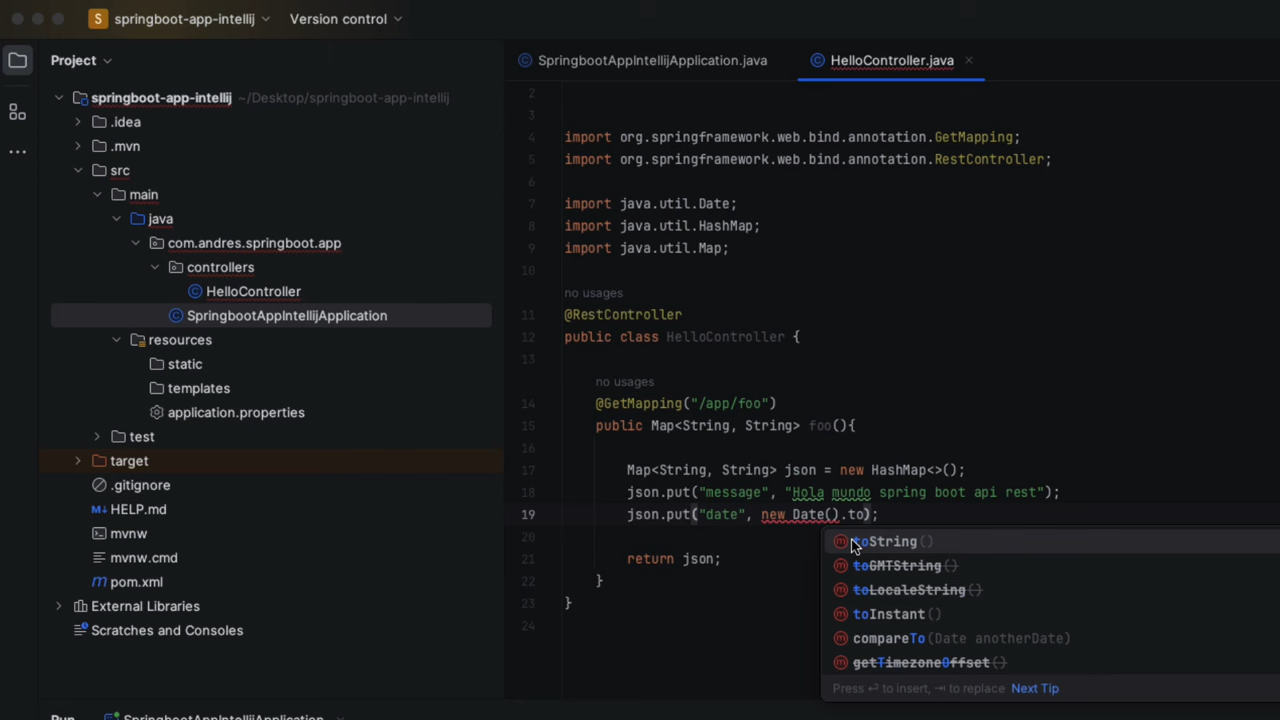 S springboot-app-intellij Version control
Project
springboot-app-intellij ~/Desktop/springboot-app-intellij
.idea
.mvn
src
main
java
com.andres.springboot.app
controllers
HelloController
SpringbootAppIntellijApplication
resources
static
templates
application.properties
test
target
.gitignore
HELP.md
mvnw
mvnw.cmd
pom.xml
External Libraries
Scratches and Consoles
SpringbootAppIntellijApplication.java HelloController.java
2
3
4 import org.springframework.web.bind.annotation.GetMapping;
5 import org.springframework.web.bind.annotation.RestController;
6
7 import java.util.Date;
8 import java.util.HashMap;
9 import java.util.Map;
10
no usages
11 @RestController
12 public class HelloController {
13
no usages
14 @GetMapping("/app/foo")
15 public Map<String, String> foo(){
16
17 Map<String, String> json = new HashMap<>();
18 json.put("message", "Hola mundo spring boot api rest");
19 json.put("date", new Date().to);
20
21 return json;
22 }
23 }
24
m toString()
m toGMTString()
m toLocaleString()
m toInstant()
m compareTo(Date anotherDate)
m getTimezoneOffset()
Press ⏎ to insert, ⇥ to replace Next Tip
Run SpringbootAppIntellijApplication